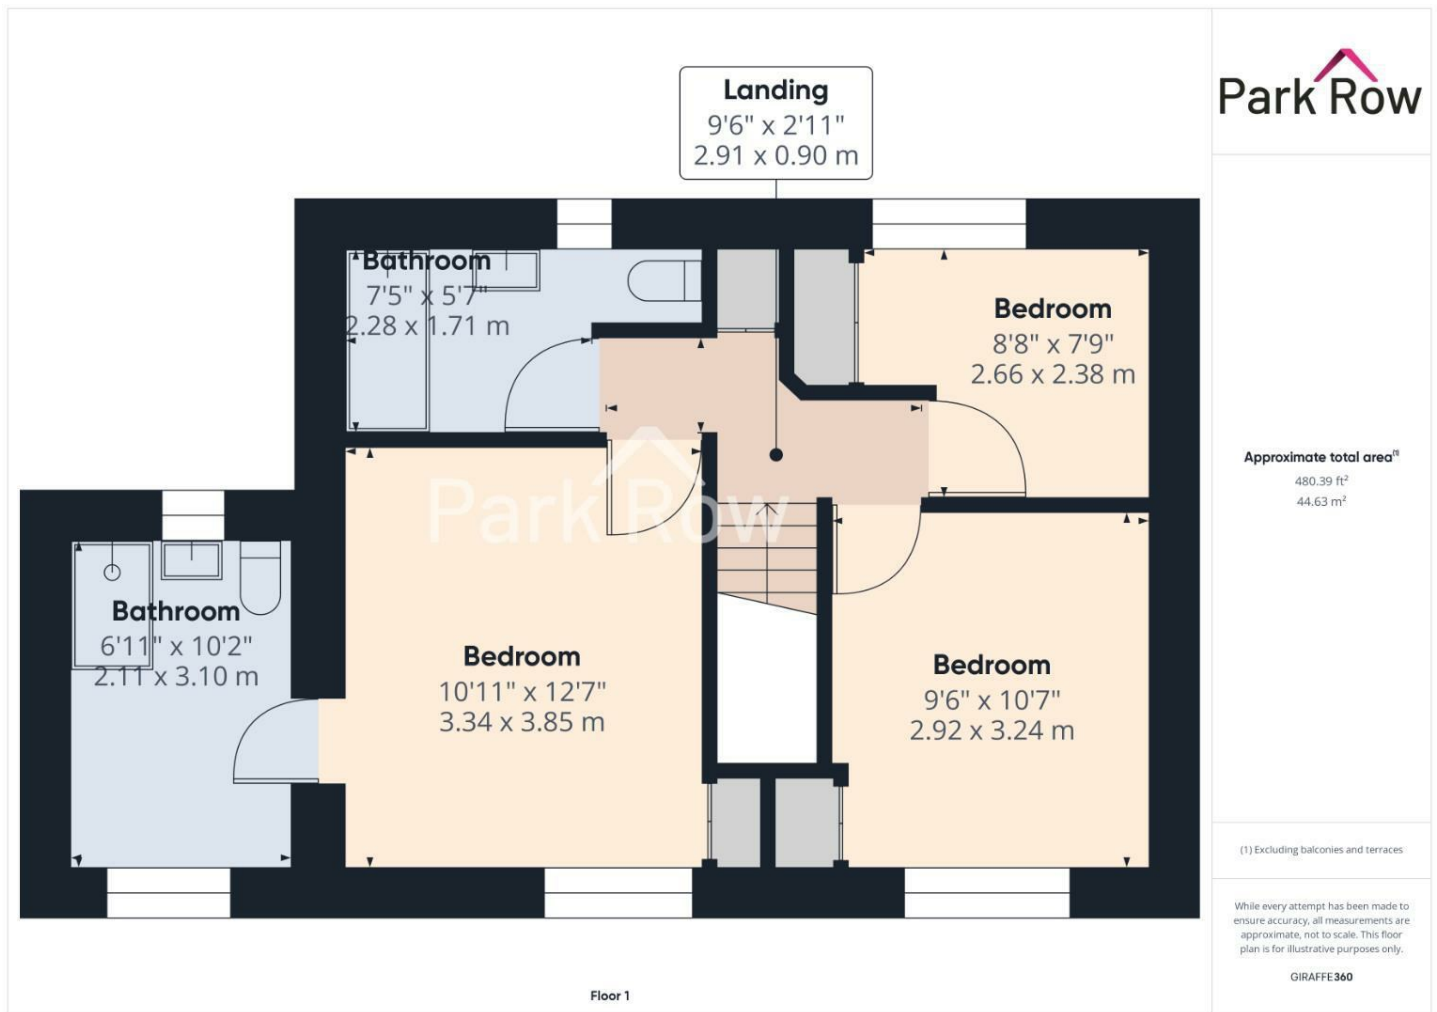 Landing
9'6" x 2'11"
2.91 x 0.90 m
Park Row
Bathroom
7'5" x 5'7"
2.28 x 1.71 m
Bedroom
8'8" x 7'9"
2.66 x 2.38 m
Park Row
Bathroom
6'11" x 10'2"
2.11 x 3.10 m
Bedroom
10'11" x 12'7"
3.34 x 3.85 m
Bedroom
9'6" x 10'7"
2.92 x 3.24 m
Floor 1
Approximate total area(1)
480.39 ft²
44.63 m²
(1) Excluding balconies and terraces
While every attempt has been made to
ensure accuracy, all measurements are
approximate, not to scale. This floor
plan is for illustrative purposes only.
GIRAFFE360